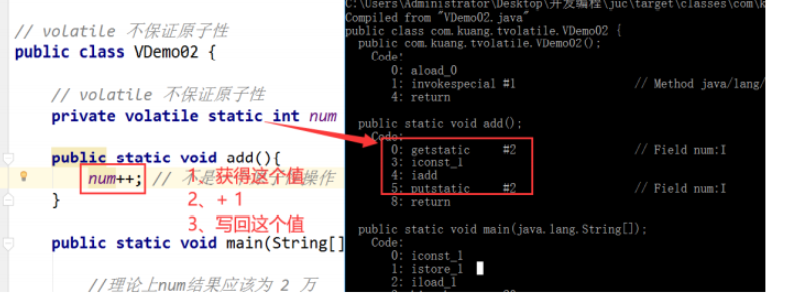 // volatile 不保证原子性
public class VDemo02 {
// volatile 不保证原子性
private volatile static int num
public static void add(){
num++; // 不是 操作
1、获得这个值
2、+ 1
3、写回这个值
}
public static void main(String[]
//理论上num结果应该为 2 万
C:\Users\Administrator\Desktop\开发编程\juc\target\classes\com\k
Compiled from "VDemo02.java"
public class com.kuang.tvolatile.VDemo02 {
public com.kuang.tvolatile.VDemo02();
Code:
0: aload_0
1: invokespecial #1 // Method java/lang/
4: return
public static void add();
Code:
0: getstatic #2 // Field num:I
3: iconst_1
4: iadd
5: putstatic #2 // Field num:I
8: return
public static void main(java.lang.String[]);
Code:
0: iconst_1
1: istore_1
2: iload_1